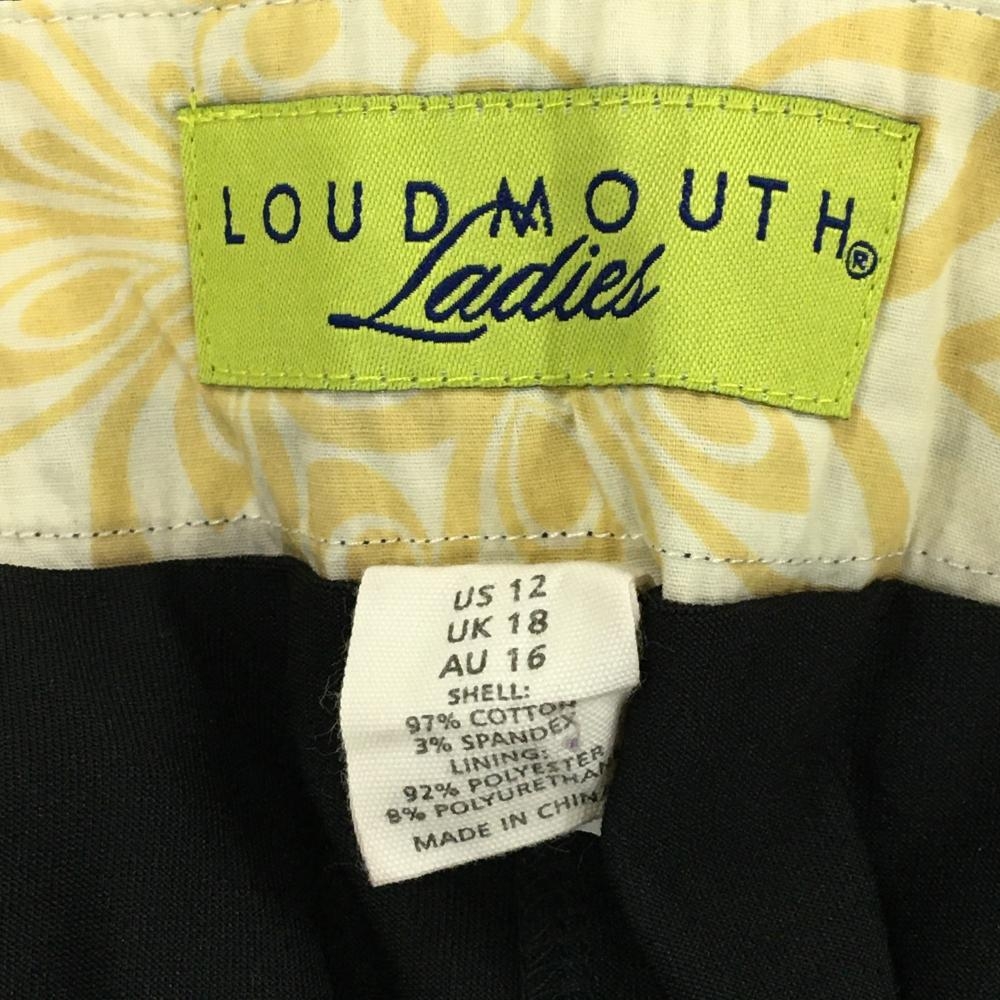 LOUDMOUTH®
Ladies
US 12
UK 18
AU 16
SHELL:
97% COTTON
3% SPANDEX
LINING:
92% POLYESTER
8% POLYURETHAN
MADE IN CHINA